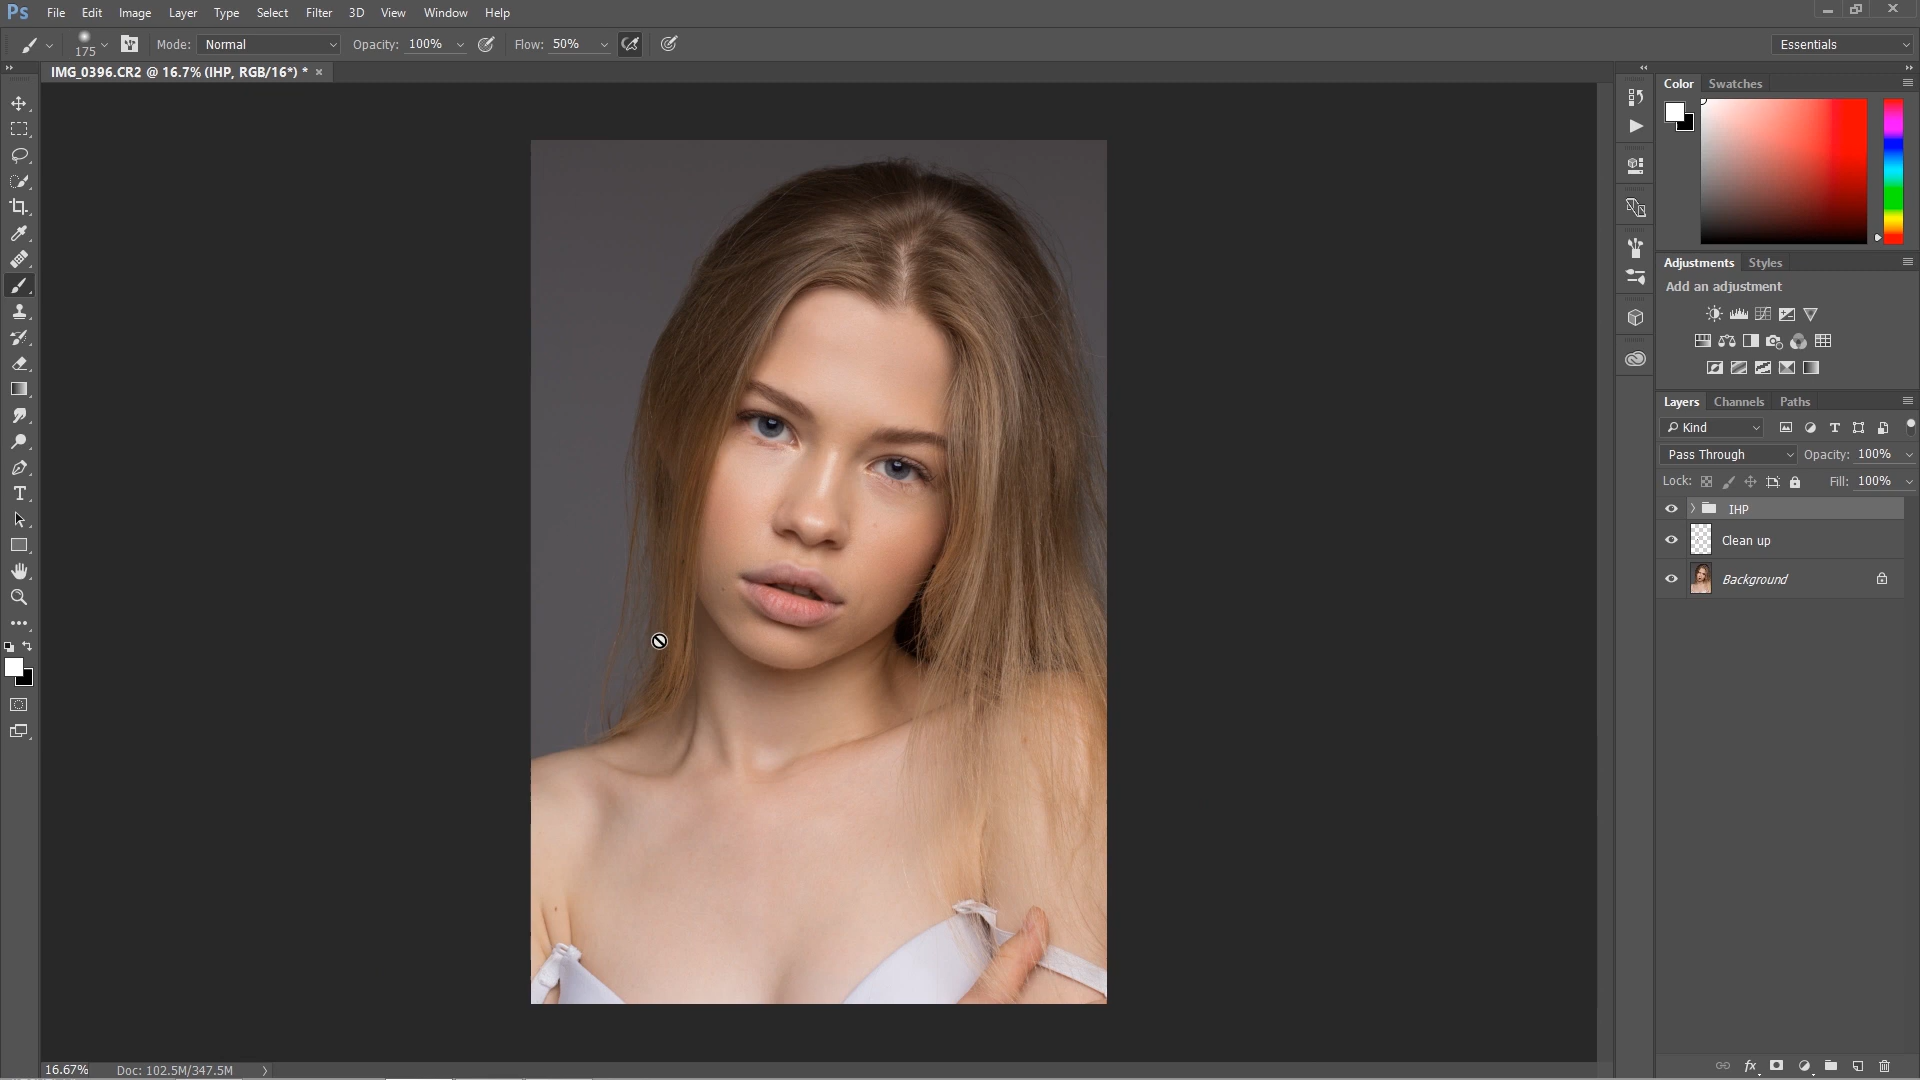 Ps File Edit Image Layer Type Select Filter 3D View Window Help
175 Mode: Normal Opacity: 100% Flow: 50% Essentials
IMG_0396.CR2 @ 16.7% (IHP, RGB/16*) * ×
Color Swatches
Adjustments Styles
Add an adjustment
Layers Channels Paths
Kind
Pass Through Opacity: 100%
Lock: Fill: 100%
IHP
Clean up
Background
16.67% Doc: 102.5M/347.5M